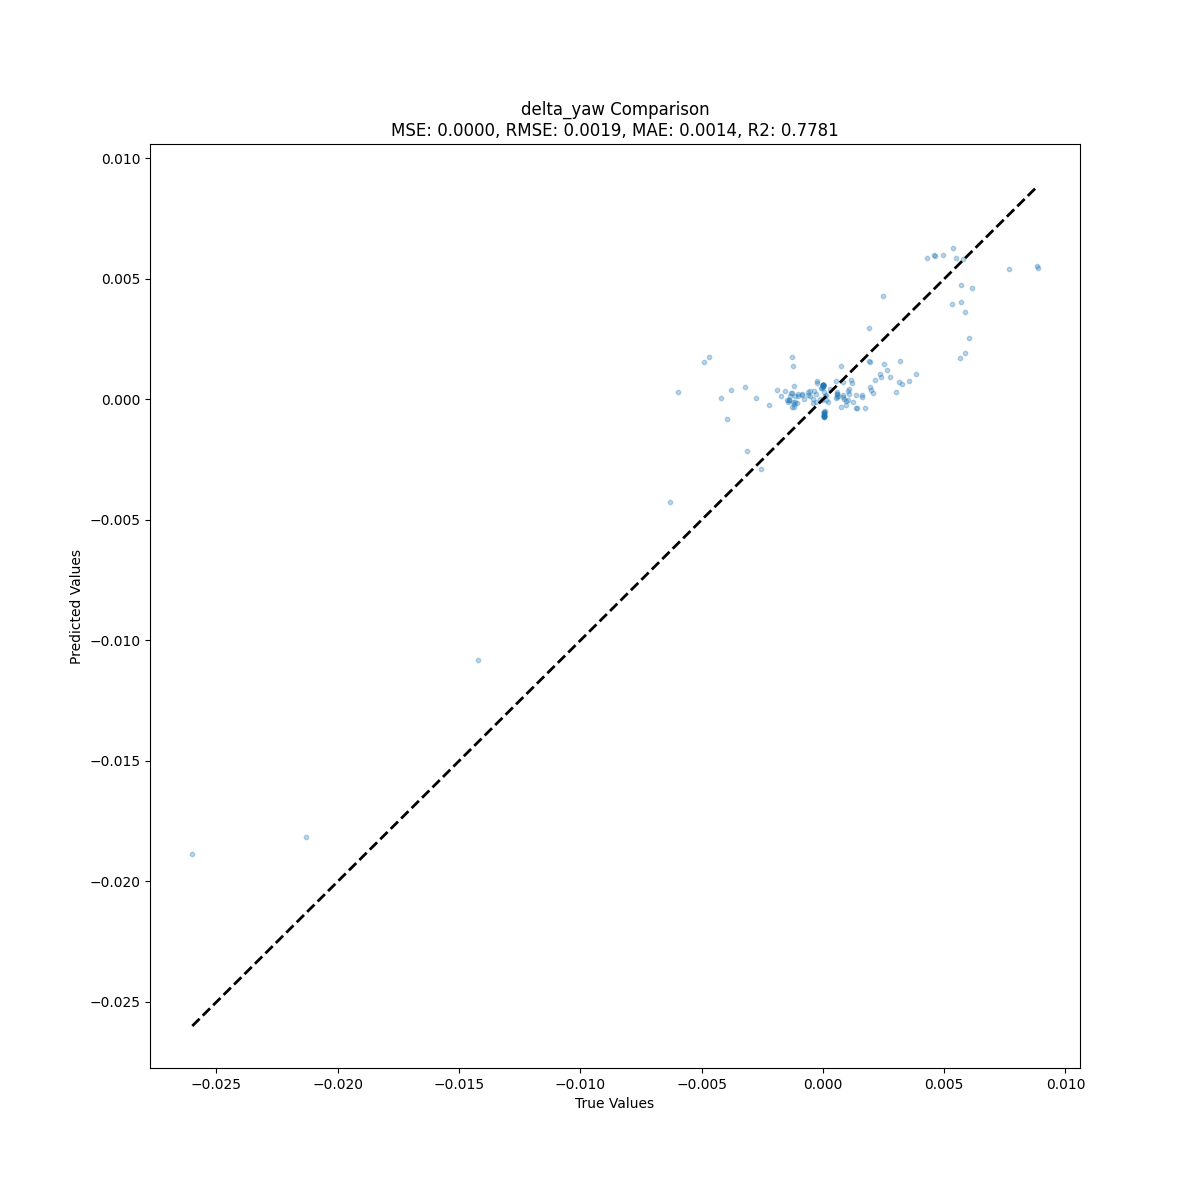 delta_yaw Comparison
MSE: 0.0000, RMSE: 0.0019, MAE: 0.0014, R2: 0.7781
0.010
0.005
0.000
−0.005
−0.010
−0.015
−0.020
−0.025
Predicted Values
−0.025 −0.020 −0.015 −0.010 −0.005 0.000 0.005 0.010
True Values